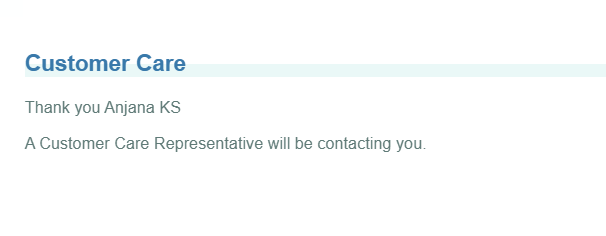 Customer Care
Thank you Anjana KS
A Customer Care Representative will be contacting you.